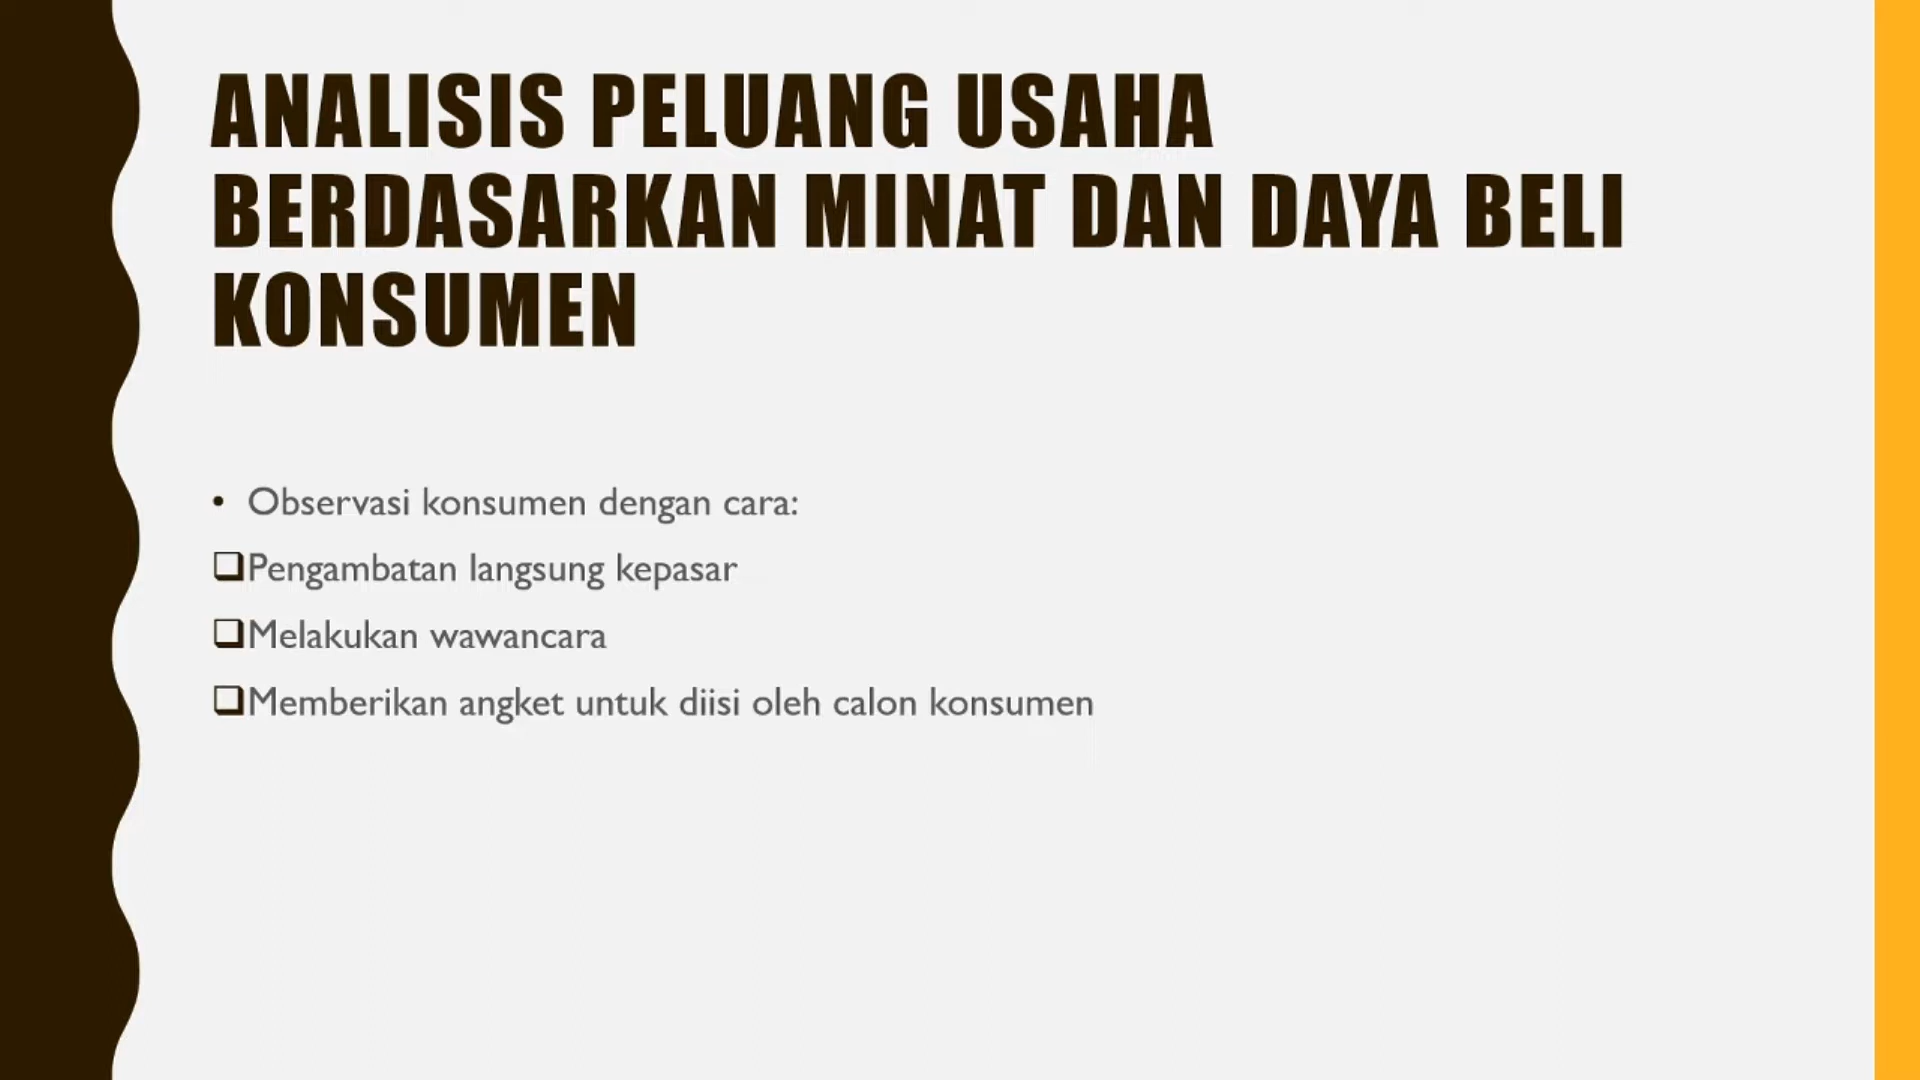 ANALISIS PELUANG USAHA
BERDASARKAN MINAT DAN DAYA BELI
KONSUMEN
• Observasi konsumen dengan cara:
❑Pengambatan langsung kepasar
❑Melakukan wawancara
❑Memberikan angket untuk diisi oleh calon konsumen